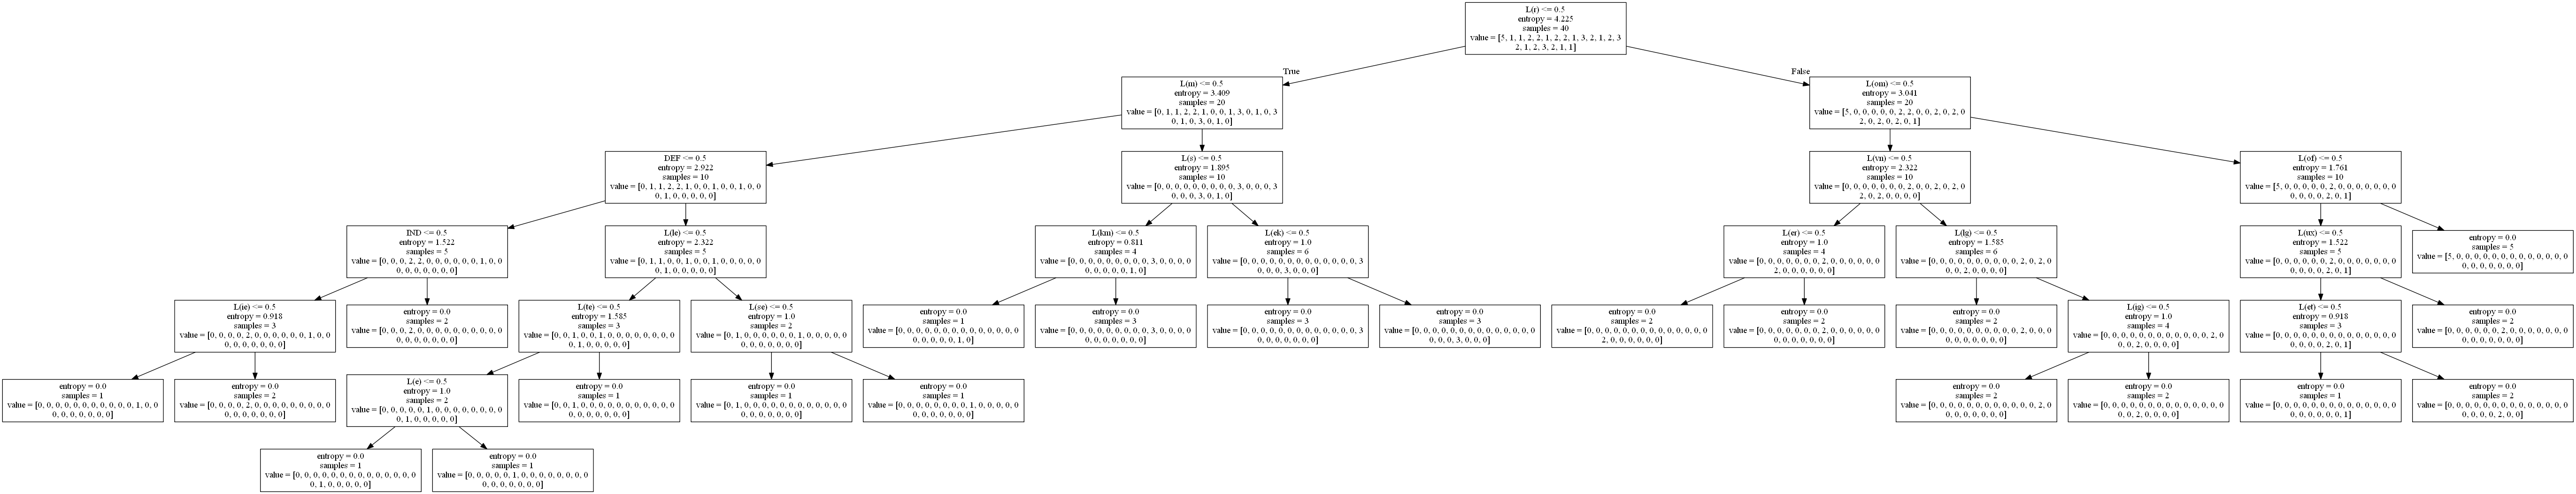 L(r) <= 0.5
entropy = 4.225
samples = 40
value = [5, 1, 1, 2, 2, 1, 2, 2, 1, 3, 2, 1, 2, 3
2, 1, 2, 3, 2, 1, 1]
True
False
L(m) <= 0.5
entropy = 3.409
samples = 20
value = [0, 1, 1, 2, 2, 1, 0, 0, 1, 3, 0, 1, 0, 3
0, 1, 0, 3, 0, 1, 0]
L(om) <= 0.5
entropy = 3.041
samples = 20
value = [5, 0, 0, 0, 0, 0, 2, 2, 0, 0, 2, 0, 2, 0
2, 0, 2, 0, 2, 0, 1]
DEF <= 0.5
entropy = 2.922
samples = 10
value = [0, 1, 1, 2, 2, 1, 0, 0, 1, 0, 0, 1, 0, 0
0, 1, 0, 0, 0, 0, 0]
L(s) <= 0.5
entropy = 1.895
samples = 10
value = [0, 0, 0, 0, 0, 0, 0, 0, 0, 3, 0, 0, 0, 3
0, 0, 0, 3, 0, 1, 0]
L(vn) <= 0.5
entropy = 2.322
samples = 10
value = [0, 0, 0, 0, 0, 0, 0, 2, 0, 0, 2, 0, 2, 0
2, 0, 2, 0, 0, 0, 0]
L(of) <= 0.5
entropy = 1.761
samples = 10
value = [5, 0, 0, 0, 0, 0, 2, 0, 0, 0, 0, 0, 0, 0
0, 0, 0, 0, 2, 0, 1]
IND <= 0.5
entropy = 1.522
samples = 5
value = [0, 0, 0, 2, 2, 0, 0, 0, 0, 0, 0, 1, 0, 0
0, 0, 0, 0, 0, 0, 0]
L(le) <= 0.5
entropy = 2.322
samples = 5
value = [0, 1, 1, 0, 0, 1, 0, 0, 1, 0, 0, 0, 0, 0
0, 1, 0, 0, 0, 0, 0]
L(km) <= 0.5
entropy = 0.811
samples = 4
value = [0, 0, 0, 0, 0, 0, 0, 0, 0, 3, 0, 0, 0, 0
0, 0, 0, 0, 0, 1, 0]
L(ek) <= 0.5
entropy = 1.0
samples = 6
value = [0, 0, 0, 0, 0, 0, 0, 0, 0, 0, 0, 0, 0, 3
0, 0, 0, 3, 0, 0, 0]
L(er) <= 0.5
entropy = 1.0
samples = 4
value = [0, 0, 0, 0, 0, 0, 0, 2, 0, 0, 0, 0, 0, 0
2, 0, 0, 0, 0, 0, 0]
L(lg) <= 0.5
entropy = 1.585
samples = 6
value = [0, 0, 0, 0, 0, 0, 0, 0, 0, 0, 2, 0, 2, 0
0, 0, 2, 0, 0, 0, 0]
L(ux) <= 0.5
entropy = 1.522
samples = 5
value = [0, 0, 0, 0, 0, 0, 2, 0, 0, 0, 0, 0, 0, 0
0, 0, 0, 0, 2, 0, 1]
entropy = 0.0
samples = 5
value = [5, 0, 0, 0, 0, 0, 0, 0, 0, 0, 0, 0, 0, 0
0, 0, 0, 0, 0, 0, 0]
L(ie) <= 0.5
entropy = 0.918
samples = 3
value = [0, 0, 0, 0, 2, 0, 0, 0, 0, 0, 0, 1, 0, 0
0, 0, 0, 0, 0, 0, 0]
entropy = 0.0
samples = 2
value = [0, 0, 0, 2, 0, 0, 0, 0, 0, 0, 0, 0, 0, 0
0, 0, 0, 0, 0, 0, 0]
L(te) <= 0.5
entropy = 1.585
samples = 3
value = [0, 0, 1, 0, 0, 1, 0, 0, 0, 0, 0, 0, 0, 0
0, 1, 0, 0, 0, 0, 0]
L(se) <= 0.5
entropy = 1.0
samples = 2
value = [0, 1, 0, 0, 0, 0, 0, 0, 1, 0, 0, 0, 0, 0
0, 0, 0, 0, 0, 0, 0]
entropy = 0.0
samples = 1
value = [0, 0, 0, 0, 0, 0, 0, 0, 0, 0, 0, 0, 0, 0
0, 0, 0, 0, 0, 1, 0]
entropy = 0.0
samples = 3
value = [0, 0, 0, 0, 0, 0, 0, 0, 0, 3, 0, 0, 0, 0
0, 0, 0, 0, 0, 0, 0]
entropy = 0.0
samples = 3
value = [0, 0, 0, 0, 0, 0, 0, 0, 0, 0, 0, 0, 0, 3
0, 0, 0, 0, 0, 0, 0]
entropy = 0.0
samples = 3
value = [0, 0, 0, 0, 0, 0, 0, 0, 0, 0, 0, 0, 0, 0
0, 0, 0, 3, 0, 0, 0]
entropy = 0.0
samples = 2
value = [0, 0, 0, 0, 0, 0, 0, 0, 0, 0, 0, 0, 0, 0
2, 0, 0, 0, 0, 0, 0]
entropy = 0.0
samples = 2
value = [0, 0, 0, 0, 0, 0, 0, 2, 0, 0, 0, 0, 0, 0
0, 0, 0, 0, 0, 0, 0]
entropy = 0.0
samples = 2
value = [0, 0, 0, 0, 0, 0, 0, 0, 0, 0, 2, 0, 0, 0
0, 0, 0, 0, 0, 0, 0]
L(ig) <= 0.5
entropy = 1.0
samples = 4
value = [0, 0, 0, 0, 0, 0, 0, 0, 0, 0, 0, 0, 2, 0
0, 0, 2, 0, 0, 0, 0]
L(et) <= 0.5
entropy = 0.918
samples = 3
value = [0, 0, 0, 0, 0, 0, 0, 0, 0, 0, 0, 0, 0, 0
0, 0, 0, 0, 2, 0, 1]
entropy = 0.0
samples = 2
value = [0, 0, 0, 0, 0, 0, 2, 0, 0, 0, 0, 0, 0, 0
0, 0, 0, 0, 0, 0, 0]
entropy = 0.0
samples = 1
value = [0, 0, 0, 0, 0, 0, 0, 0, 0, 0, 0, 1, 0, 0
0, 0, 0, 0, 0, 0, 0]
entropy = 0.0
samples = 2
value = [0, 0, 0, 0, 2, 0, 0, 0, 0, 0, 0, 0, 0, 0
0, 0, 0, 0, 0, 0, 0]
L(e) <= 0.5
entropy = 1.0
samples = 2
value = [0, 0, 0, 0, 0, 1, 0, 0, 0, 0, 0, 0, 0, 0
0, 1, 0, 0, 0, 0, 0]
entropy = 0.0
samples = 1
value = [0, 0, 1, 0, 0, 0, 0, 0, 0, 0, 0, 0, 0, 0
0, 0, 0, 0, 0, 0, 0]
entropy = 0.0
samples = 1
value = [0, 1, 0, 0, 0, 0, 0, 0, 0, 0, 0, 0, 0, 0
0, 0, 0, 0, 0, 0, 0]
entropy = 0.0
samples = 1
value = [0, 0, 0, 0, 0, 0, 0, 0, 1, 0, 0, 0, 0, 0
0, 0, 0, 0, 0, 0, 0]
entropy = 0.0
samples = 2
value = [0, 0, 0, 0, 0, 0, 0, 0, 0, 0, 0, 0, 2, 0
0, 0, 0, 0, 0, 0, 0]
entropy = 0.0
samples = 2
value = [0, 0, 0, 0, 0, 0, 0, 0, 0, 0, 0, 0, 0, 0
0, 0, 2, 0, 0, 0, 0]
entropy = 0.0
samples = 1
value = [0, 0, 0, 0, 0, 0, 0, 0, 0, 0, 0, 0, 0, 0
0, 0, 0, 0, 0, 0, 1]
entropy = 0.0
samples = 2
value = [0, 0, 0, 0, 0, 0, 0, 0, 0, 0, 0, 0, 0, 0
0, 0, 0, 0, 2, 0, 0]
entropy = 0.0
samples = 1
value = [0, 0, 0, 0, 0, 0, 0, 0, 0, 0, 0, 0, 0, 0
0, 1, 0, 0, 0, 0, 0]
entropy = 0.0
samples = 1
value = [0, 0, 0, 0, 0, 1, 0, 0, 0, 0, 0, 0, 0, 0
0, 0, 0, 0, 0, 0, 0]